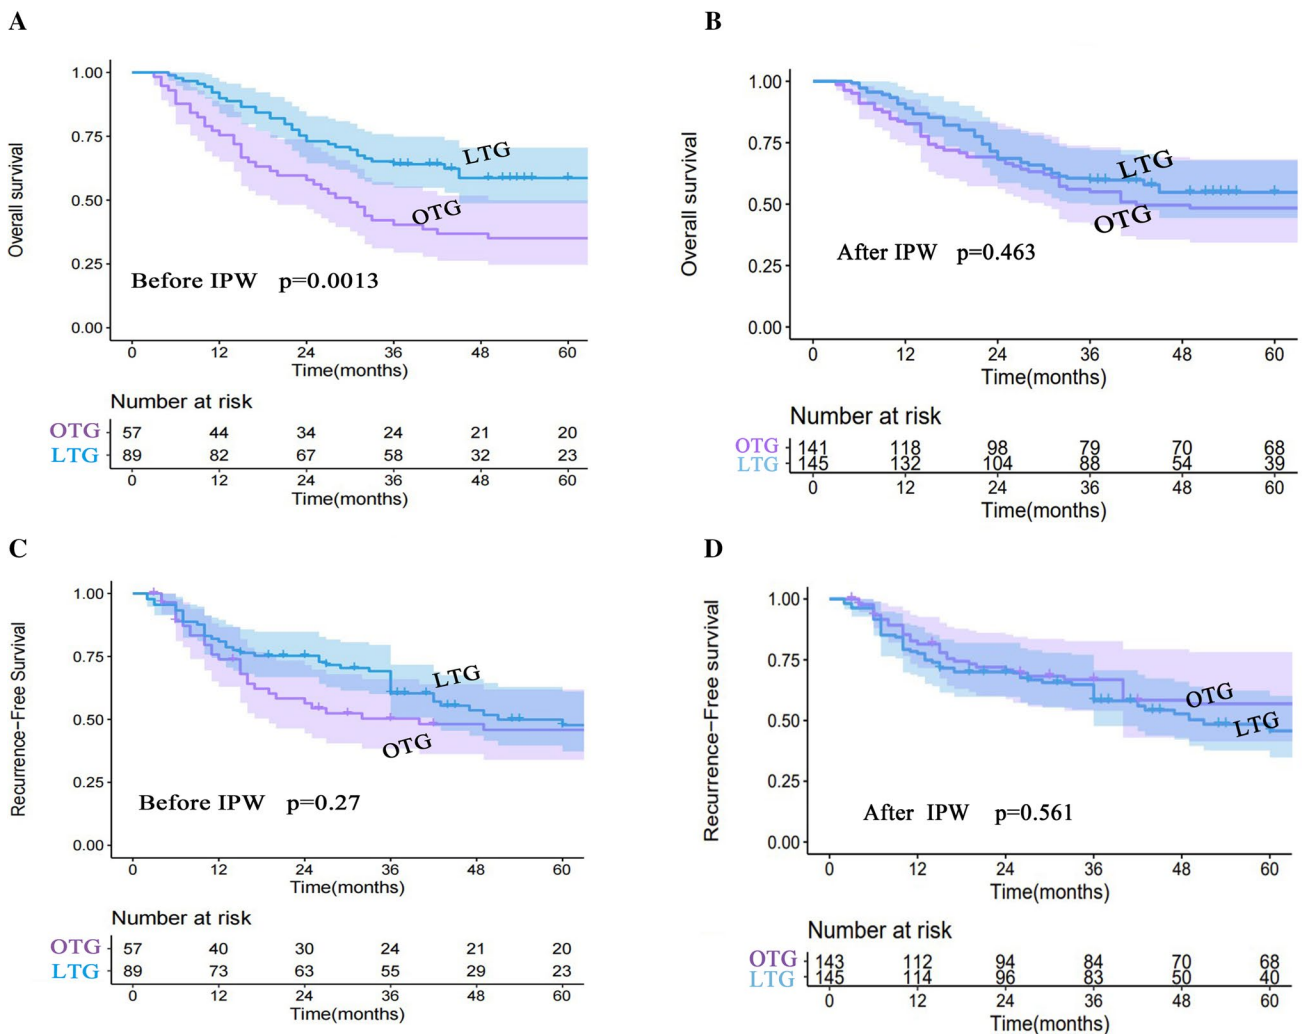 A
1.00
0.75
0.50
0.25
0.00
Overall survival
LTG
OTG
Before IPW p=0.0013
0 12 24 36 48 60
Time(months)
Number at risk
OTG 57 44 34 24 21 20
LTG 89 82 67 58 32 23
0 12 24 36 48 60
Time(months)
B
1.00
0.75
0.50
0.25
0.00
Overall survival
LTG
OTG
After IPW p=0.463
0 12 24 36 48 60
Time(months)
Number at risk
OTG 141 118 98 79 70 68
LTG 145 132 104 88 54 39
0 12 24 36 48 60
Time(months)
C
1.00
0.75
0.50
0.25
0.00
Recurrence-Free Survival
LTG
OTG
Before IPW p=0.27
0 12 24 36 48 60
Time(months)
Number at risk
OTG 57 40 30 24 21 20
LTG 89 73 63 55 29 23
0 12 24 36 48 60
Time(months)
D
1.00
0.75
0.50
0.25
0.00
Recurrence-Free survival
OTG
LTG
After IPW p=0.561
0 12 24 36 48 60
Time(months)
Number at risk
OTG 143 112 94 84 70 68
LTG 145 114 96 83 50 40
0 12 24 36 48 60
Time(months)